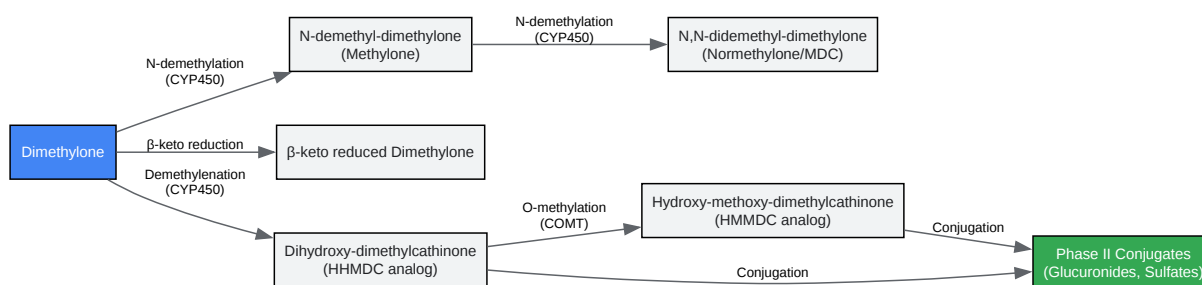 N-demethylation
(CYP450)
N-demethyl-dimethylone
(Methylone)
N-demethylation
(CYP450)
N,N-didemethyl-dimethylone
(Normethylone/MDC)
Dimethylone
β-keto reduction
β-keto reduced Dimethylone
Demethylenation
(CYP450)
Dihydroxy-dimethylcathinone
(HHMDC analog)
O-methylation
(COMT)
Hydroxy-methoxy-dimethylcathinone
(HMMDC analog)
Conjugation
Conjugation
Phase II Conjugates
(Glucuronides, Sulfates)